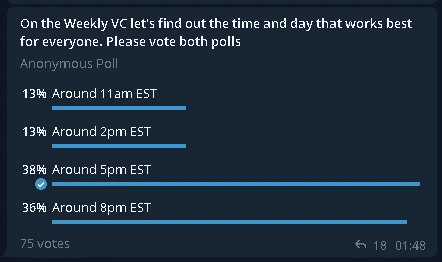 On the Weekly VC let's find out the time and day that works best
for everyone. Please vote both polls
Anonymous Poll
13% Around 11am EST
13% Around 2pm EST
38% Around 5pm EST
36% Around 8pm EST
75 votes 18 01:48